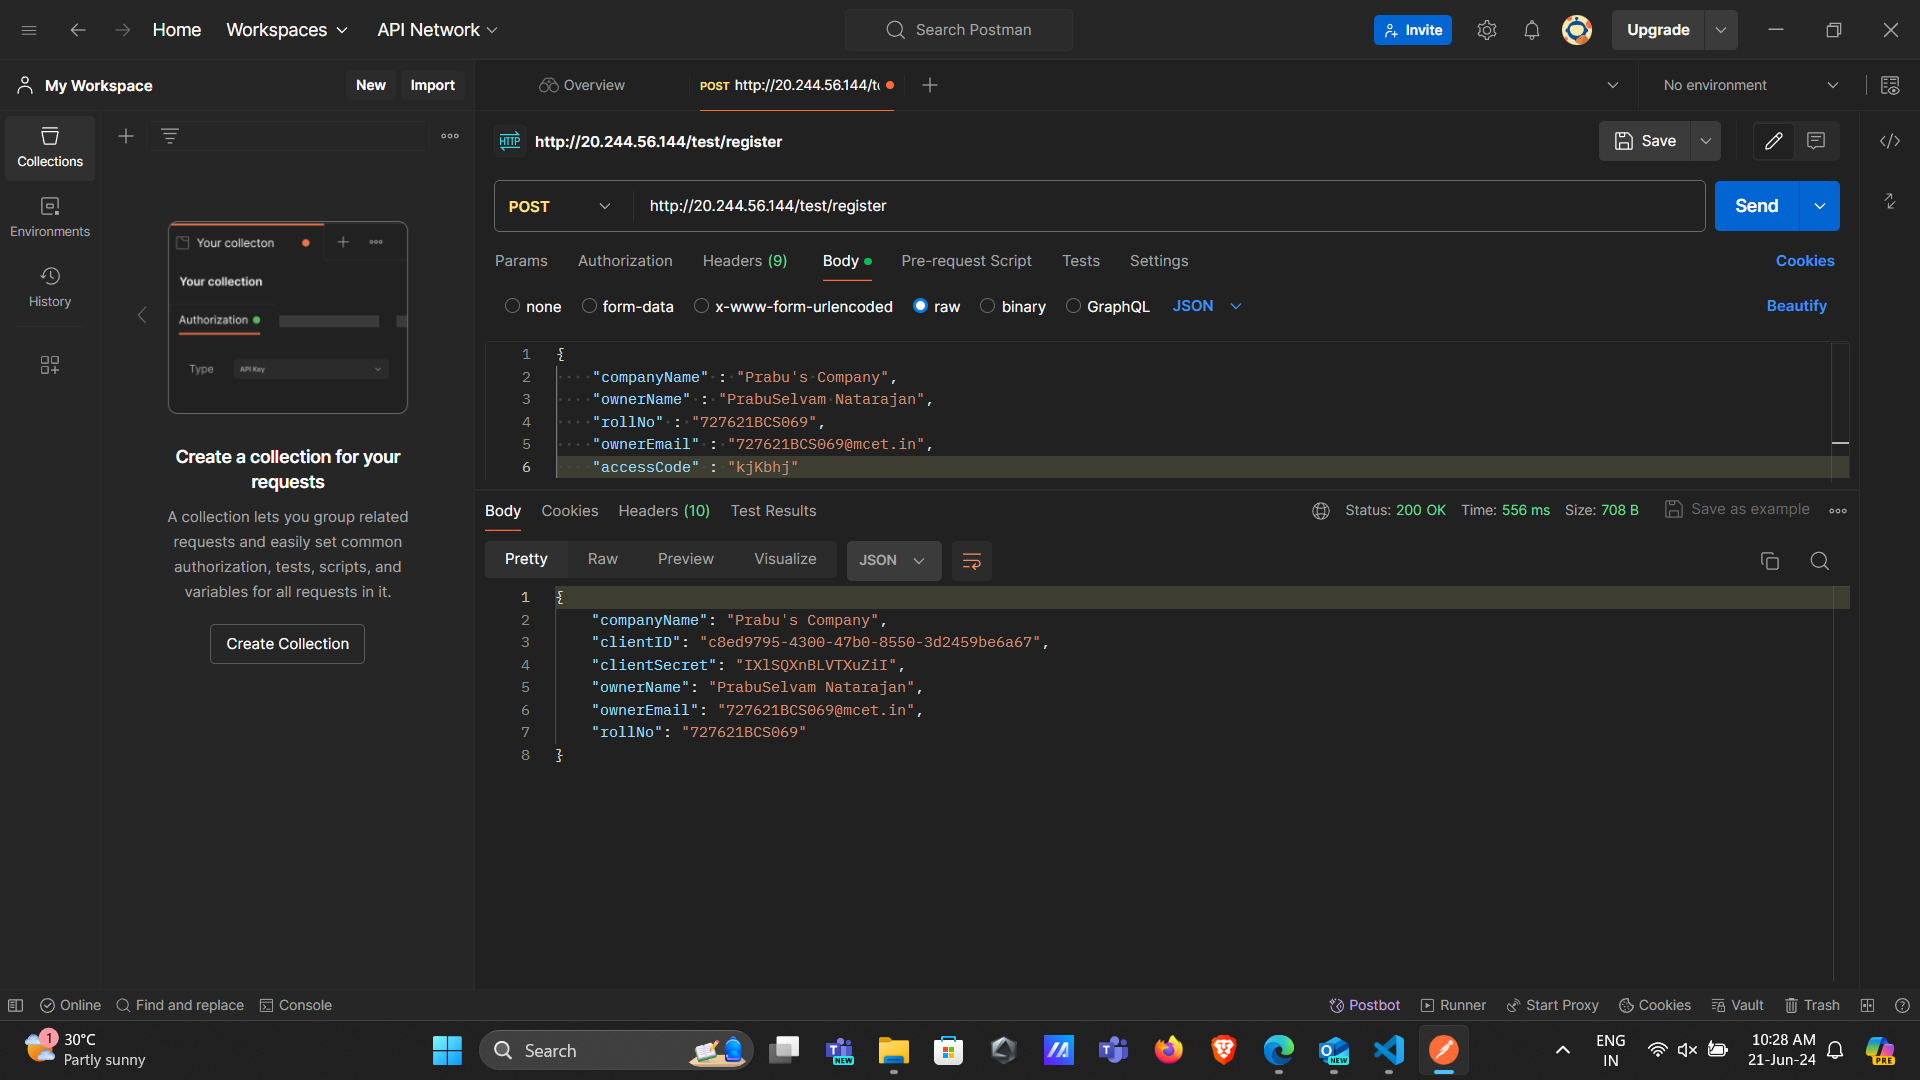 Home
Workspaces
API Network
Search Postman
Invite
Upgrade
My Workspace
New
Import
Overview
POST http://20.244.56.144/t
No environment
Collections
Environments
History
HTTP
http://20.244.56.144/test/register
Save
POST
http://20.244.56.144/test/register
Send
Params
Authorization
Headers (9)
Body
Pre-request Script
Tests
Settings
Cookies
none
form-data
x-www-form-urlencoded
raw
binary
GraphQL
JSON
Beautify
Your collecton
Your collection
Authorization
Type
API Key
Create a collection for your
requests
A collection lets you group related
requests and easily set common
authorization, tests, scripts, and
variables for all requests in it.
Create Collection
1 {
2 "companyName" : "Prabu's Company",
3 "ownerName" : "PrabuSelvam Natarajan",
4 "rollNo" : "727621BCS069",
5 "ownerEmail" : "727621BCS069@mcet.in",
6 "accessCode" : "kjKbhj"
Body
Cookies
Headers (10)
Test Results
Status: 200 OK
Time: 556 ms
Size: 708 B
Save as example
Pretty
Raw
Preview
Visualize
JSON
1 {
2 "companyName": "Prabu's Company",
3 "clientID": "c8ed9795-4300-47b0-8550-3d2459be6a67",
4 "clientSecret": "IXlSQXnBLVTXuZiI",
5 "ownerName": "PrabuSelvam Natarajan",
6 "ownerEmail": "727621BCS069@mcet.in",
7 "rollNo": "727621BCS069"
8 }
Online
Find and replace
Console
Postbot
Runner
Start Proxy
Cookies
Vault
Trash
1
30°C
Partly sunny
Search
NEW
NEW
ENG
IN
10:28 AM
21-Jun-24
PRE